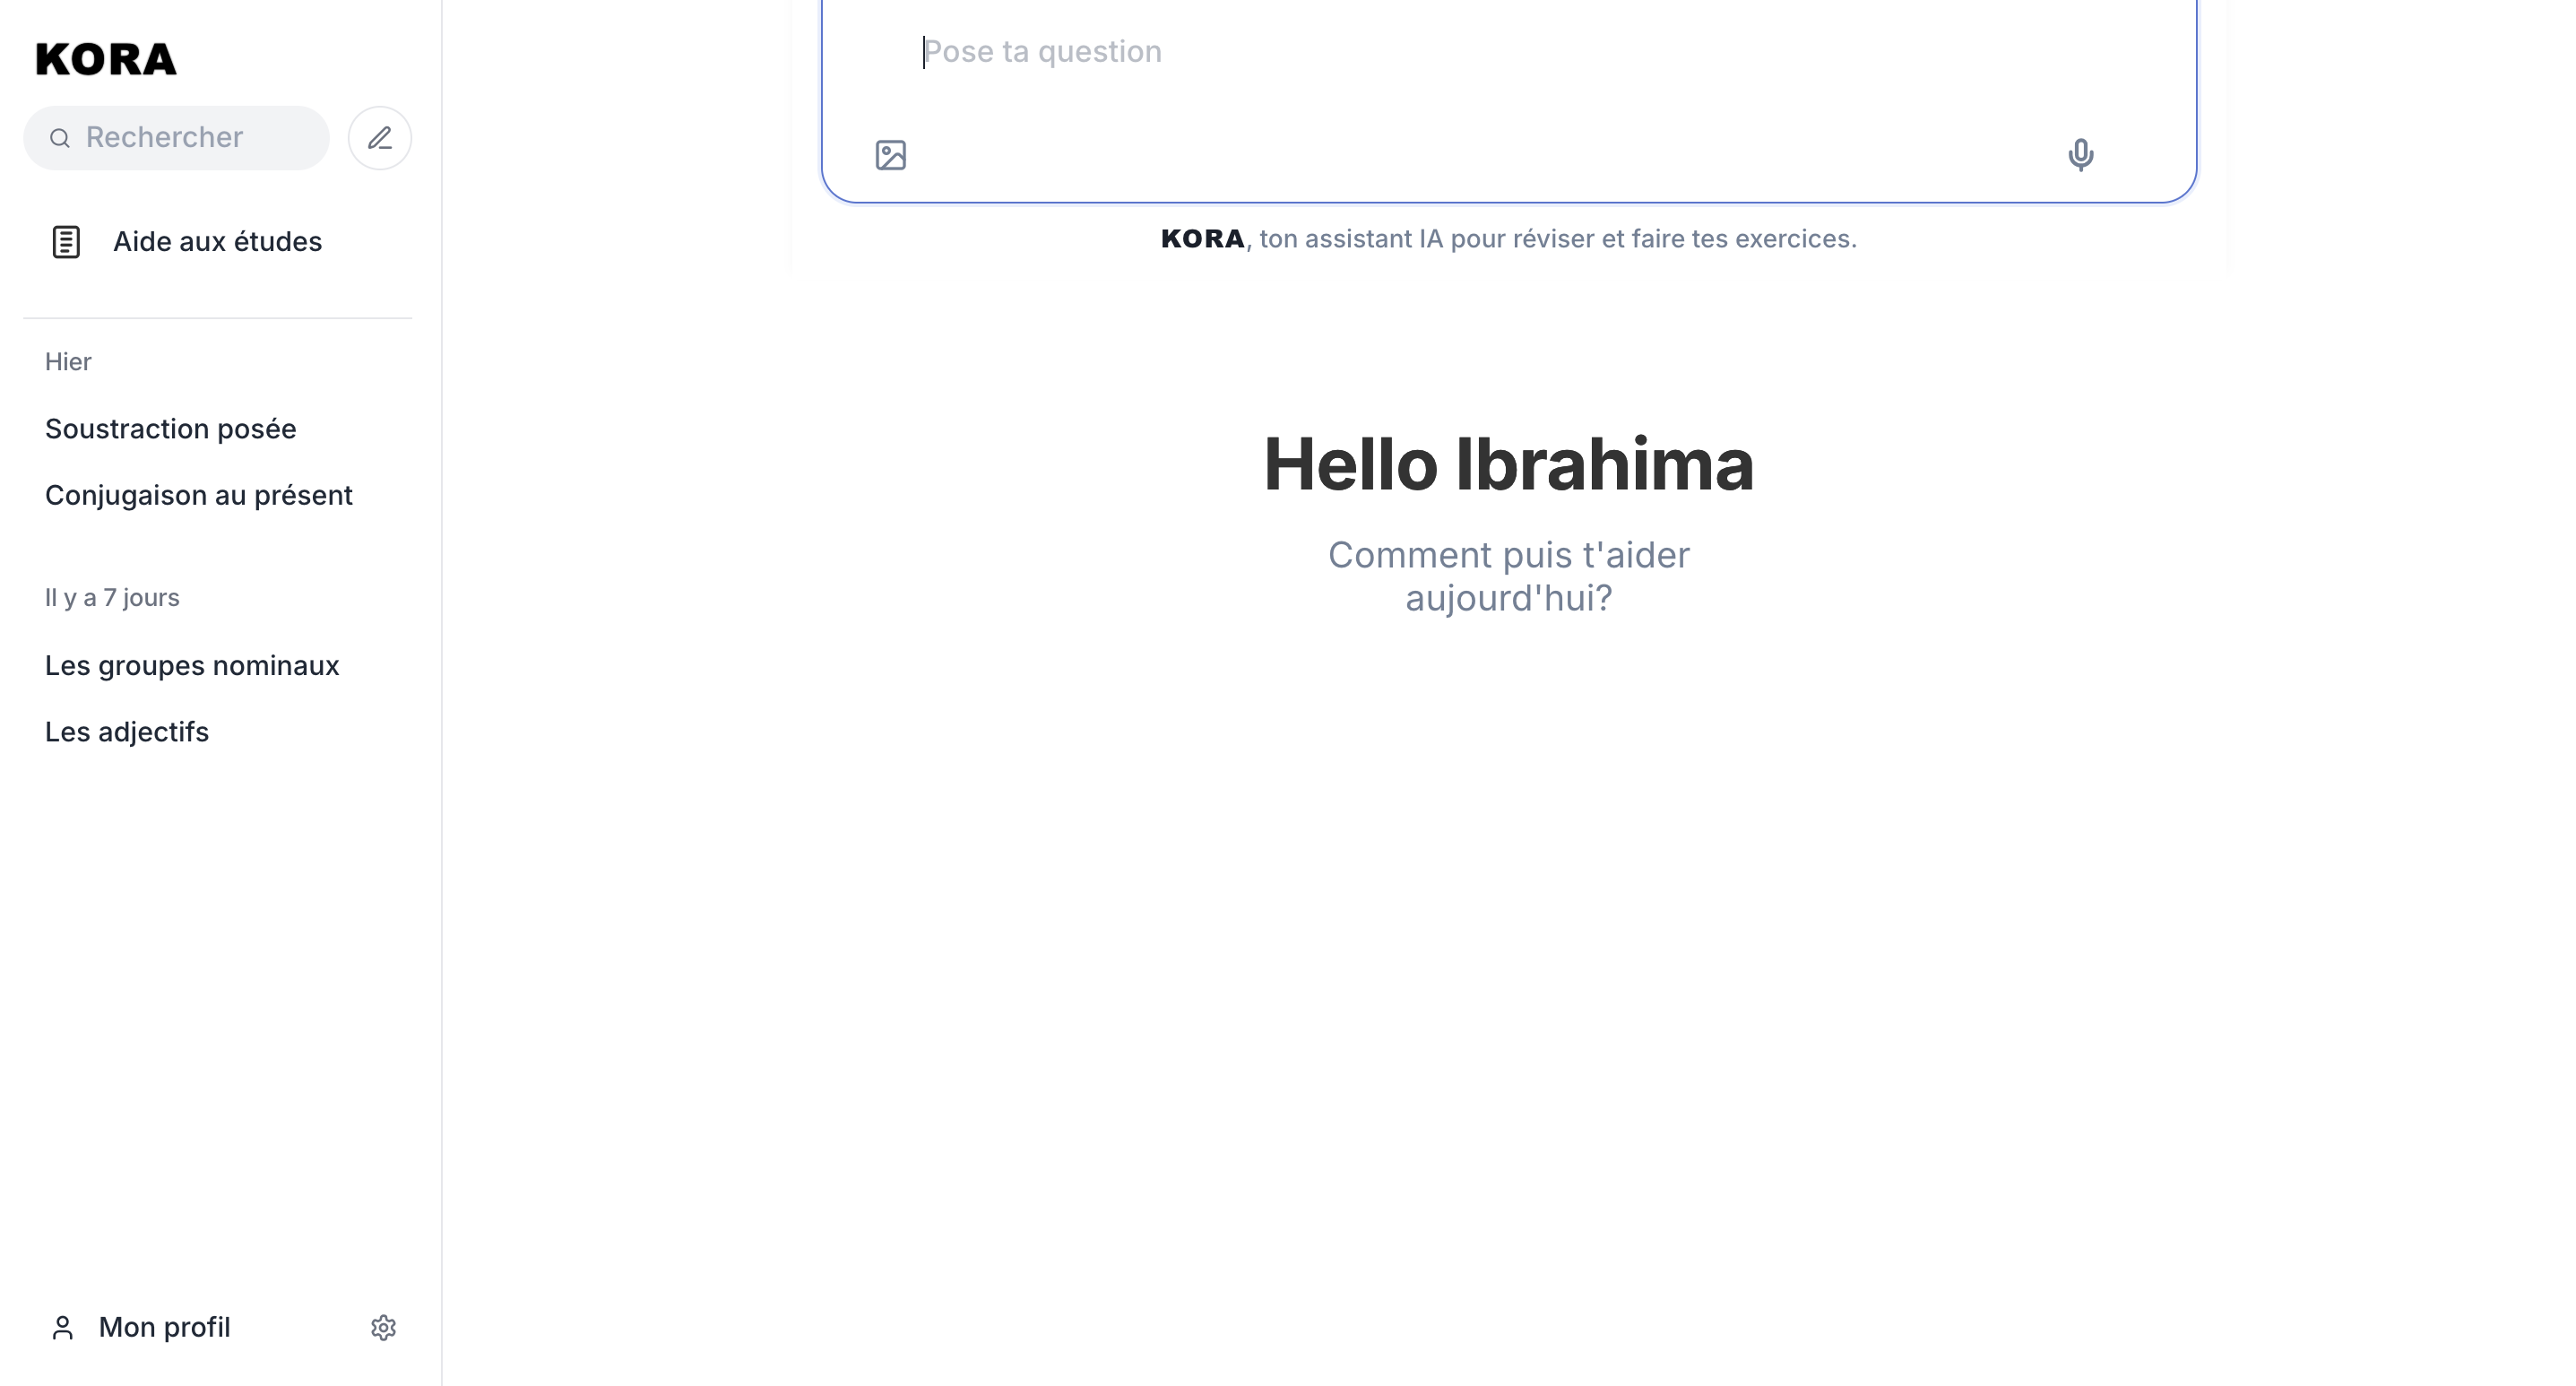 KORA
Rechercher
Aide aux études
Hier
Soustraction posée
Conjugaison au présent
Il y a 7 jours
Les groupes nominaux
Les adjectifs
Mon profil
Pose ta question
KORA, ton assistant IA pour réviser et faire tes exercices.
Hello Ibrahima
Comment puis t'aider
aujourd'hui?